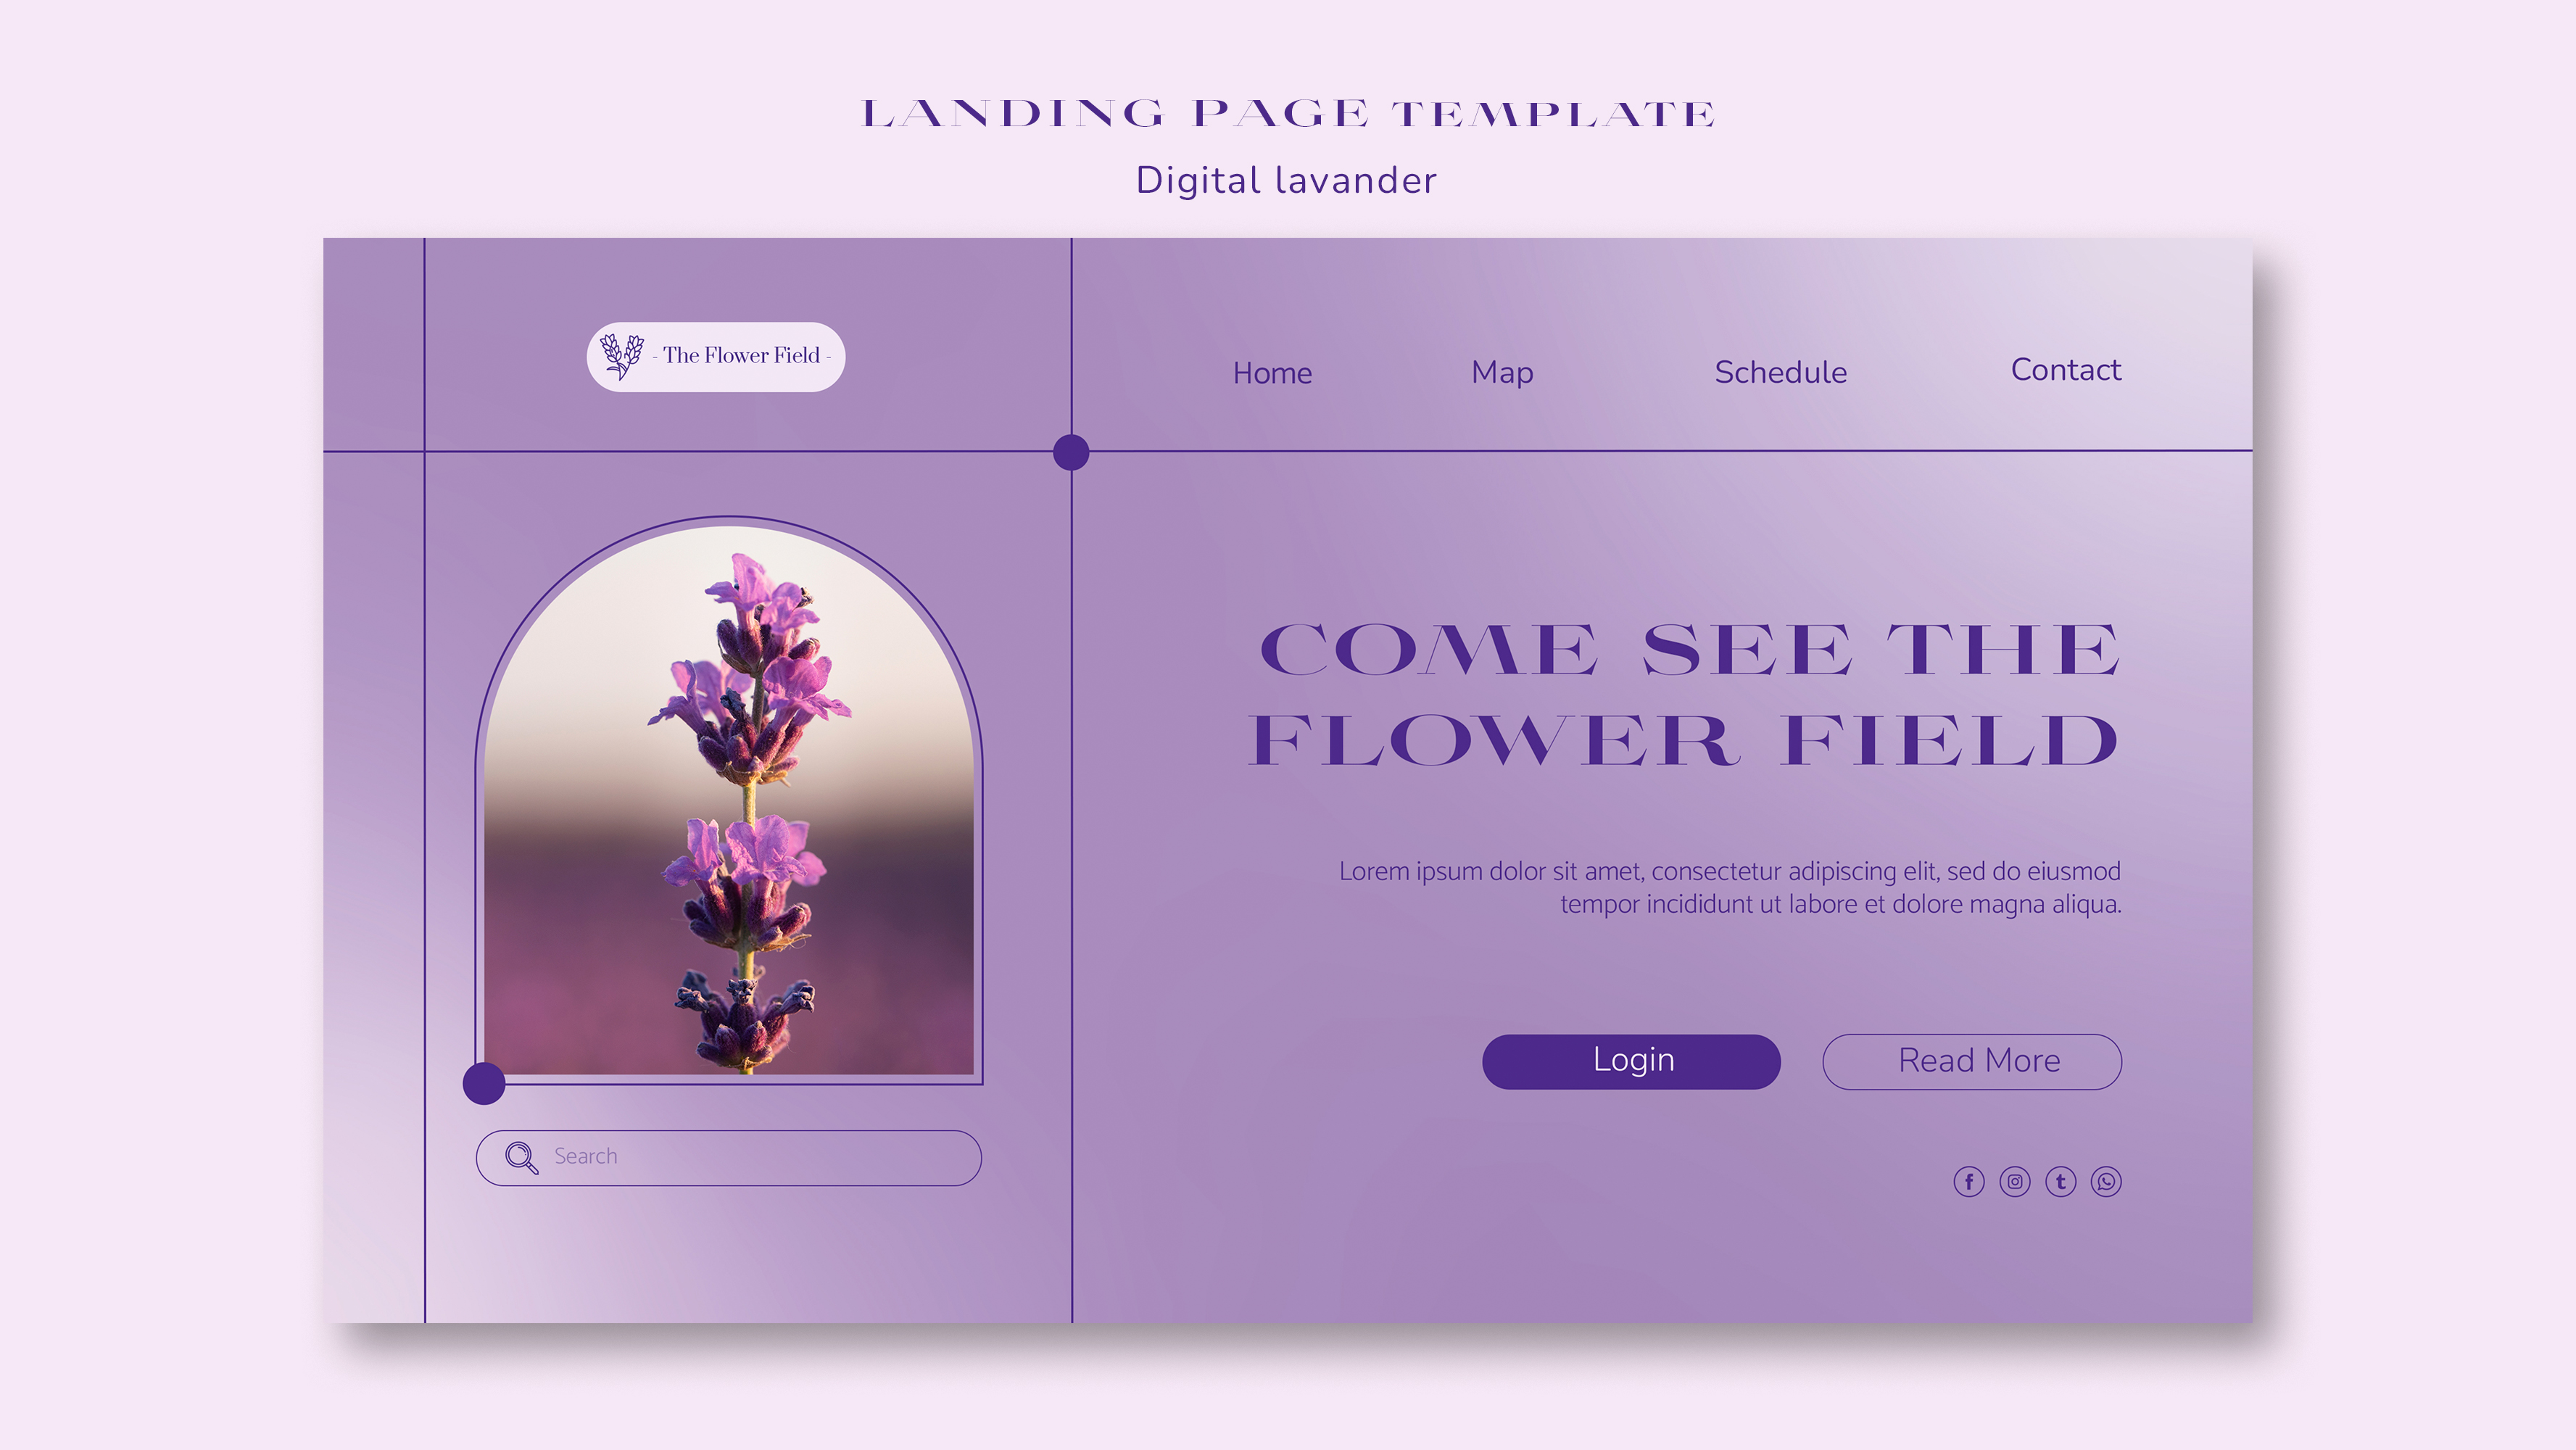 LANDING PAGE TEMPLATE
Digital lavander
- The Flower Field -
Home Map Schedule Contact
COME SEE THE
FLOWER FIELD
Lorem ipsum dolor sit amet, consectetur adipiscing elit, sed do eiusmod
tempor incididunt ut labore et dolore magna aliqua.
Login Read More
Search